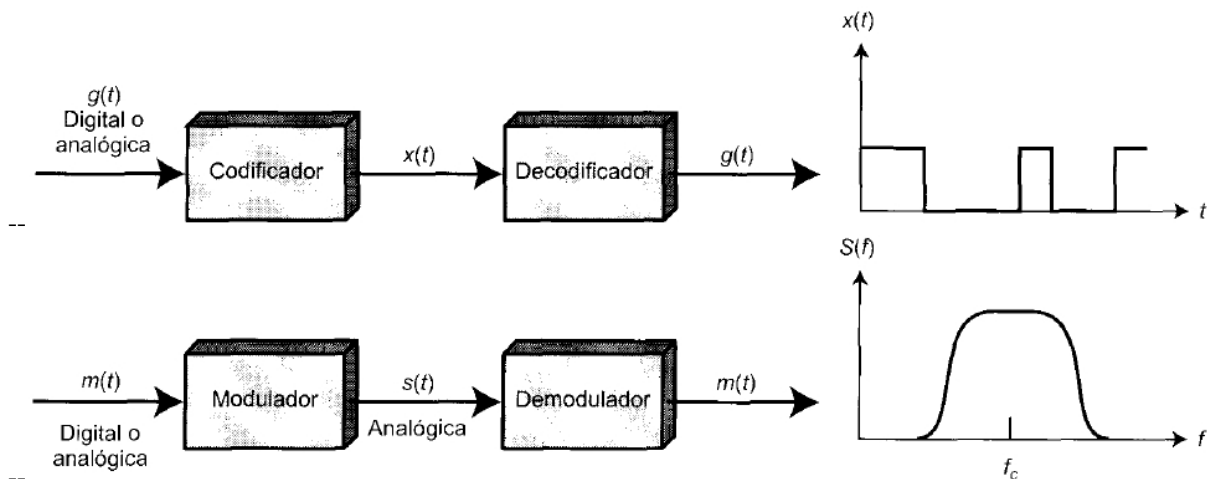 g(t)
Digital o
analógica
Codificador
x(t)
Decodificador
g(t)
x(t)
t
--
m(t)
Digital o
analógica
Modulador
s(t)
Analógica
Demodulador
m(t)
S(f)
f
f_c
--